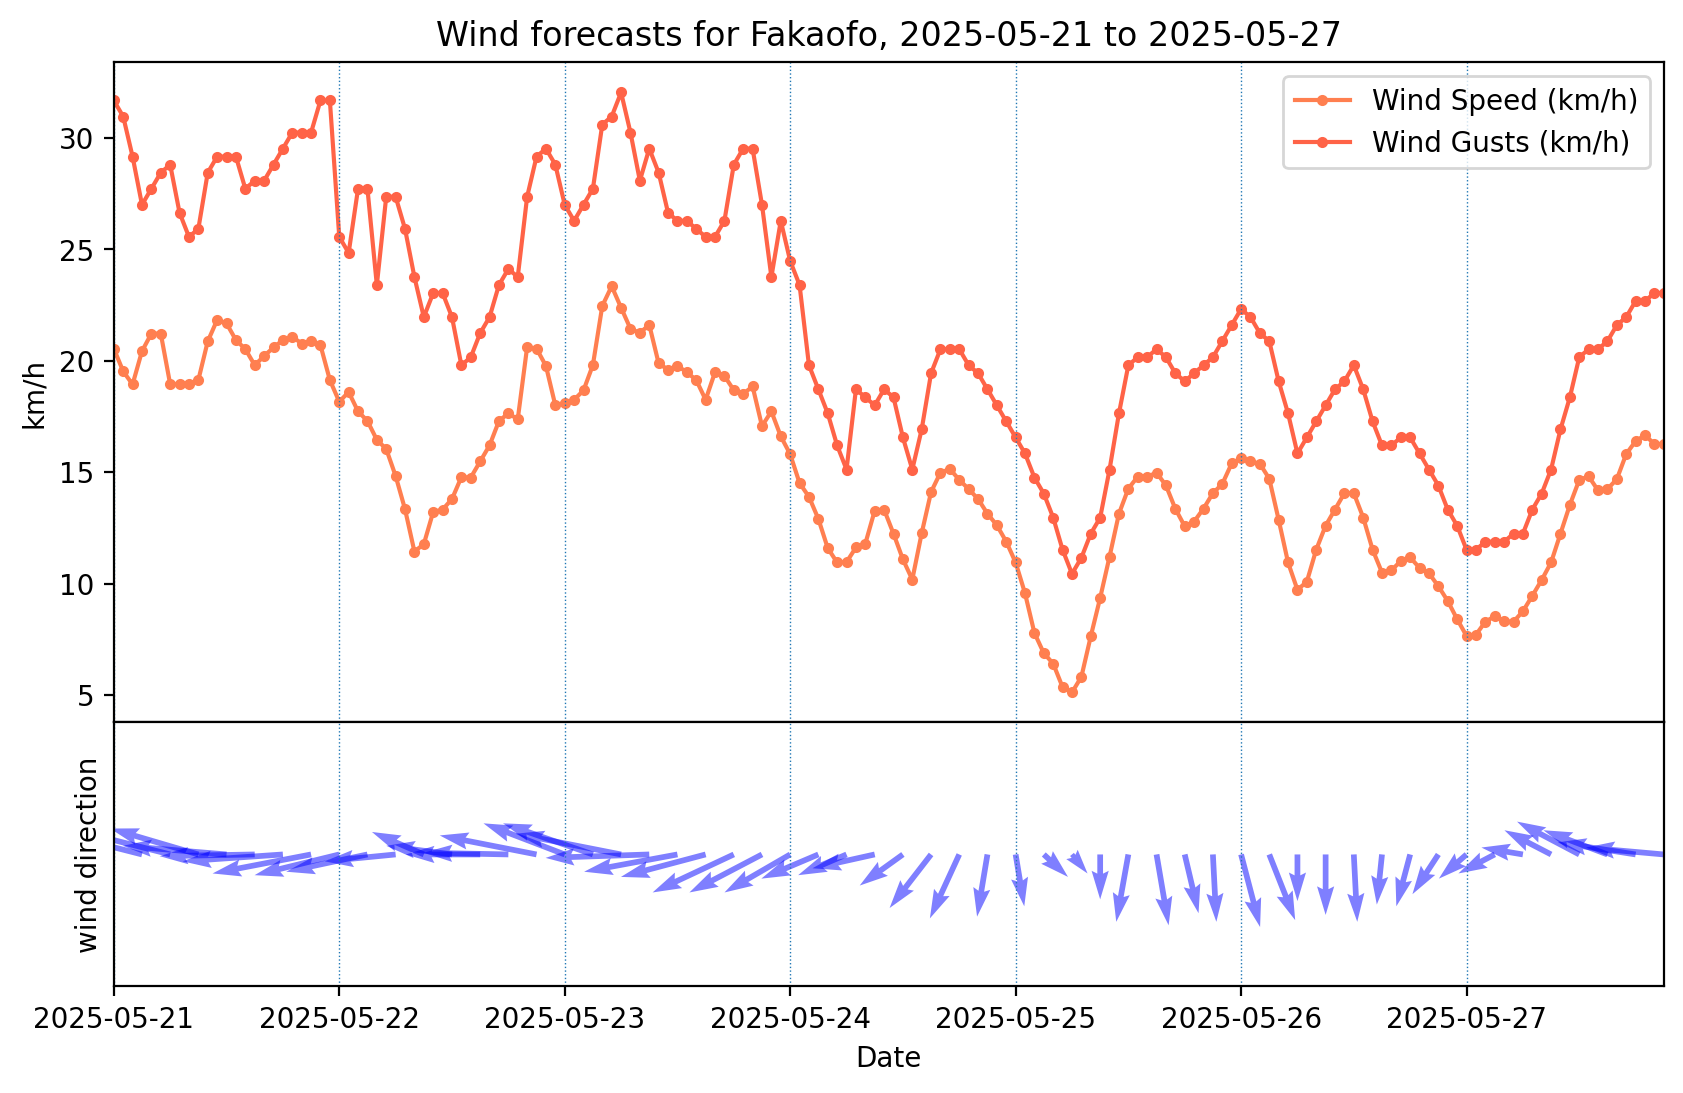 Wind forecasts for Fakaofo, 2025-05-21 to 2025-05-27
Wind Speed (km/h)
Wind Gusts (km/h)
30
25
20
15
10
5
km/h
wind direction
2025-05-21
2025-05-22
2025-05-23
2025-05-24
2025-05-25
2025-05-26
2025-05-27
Date